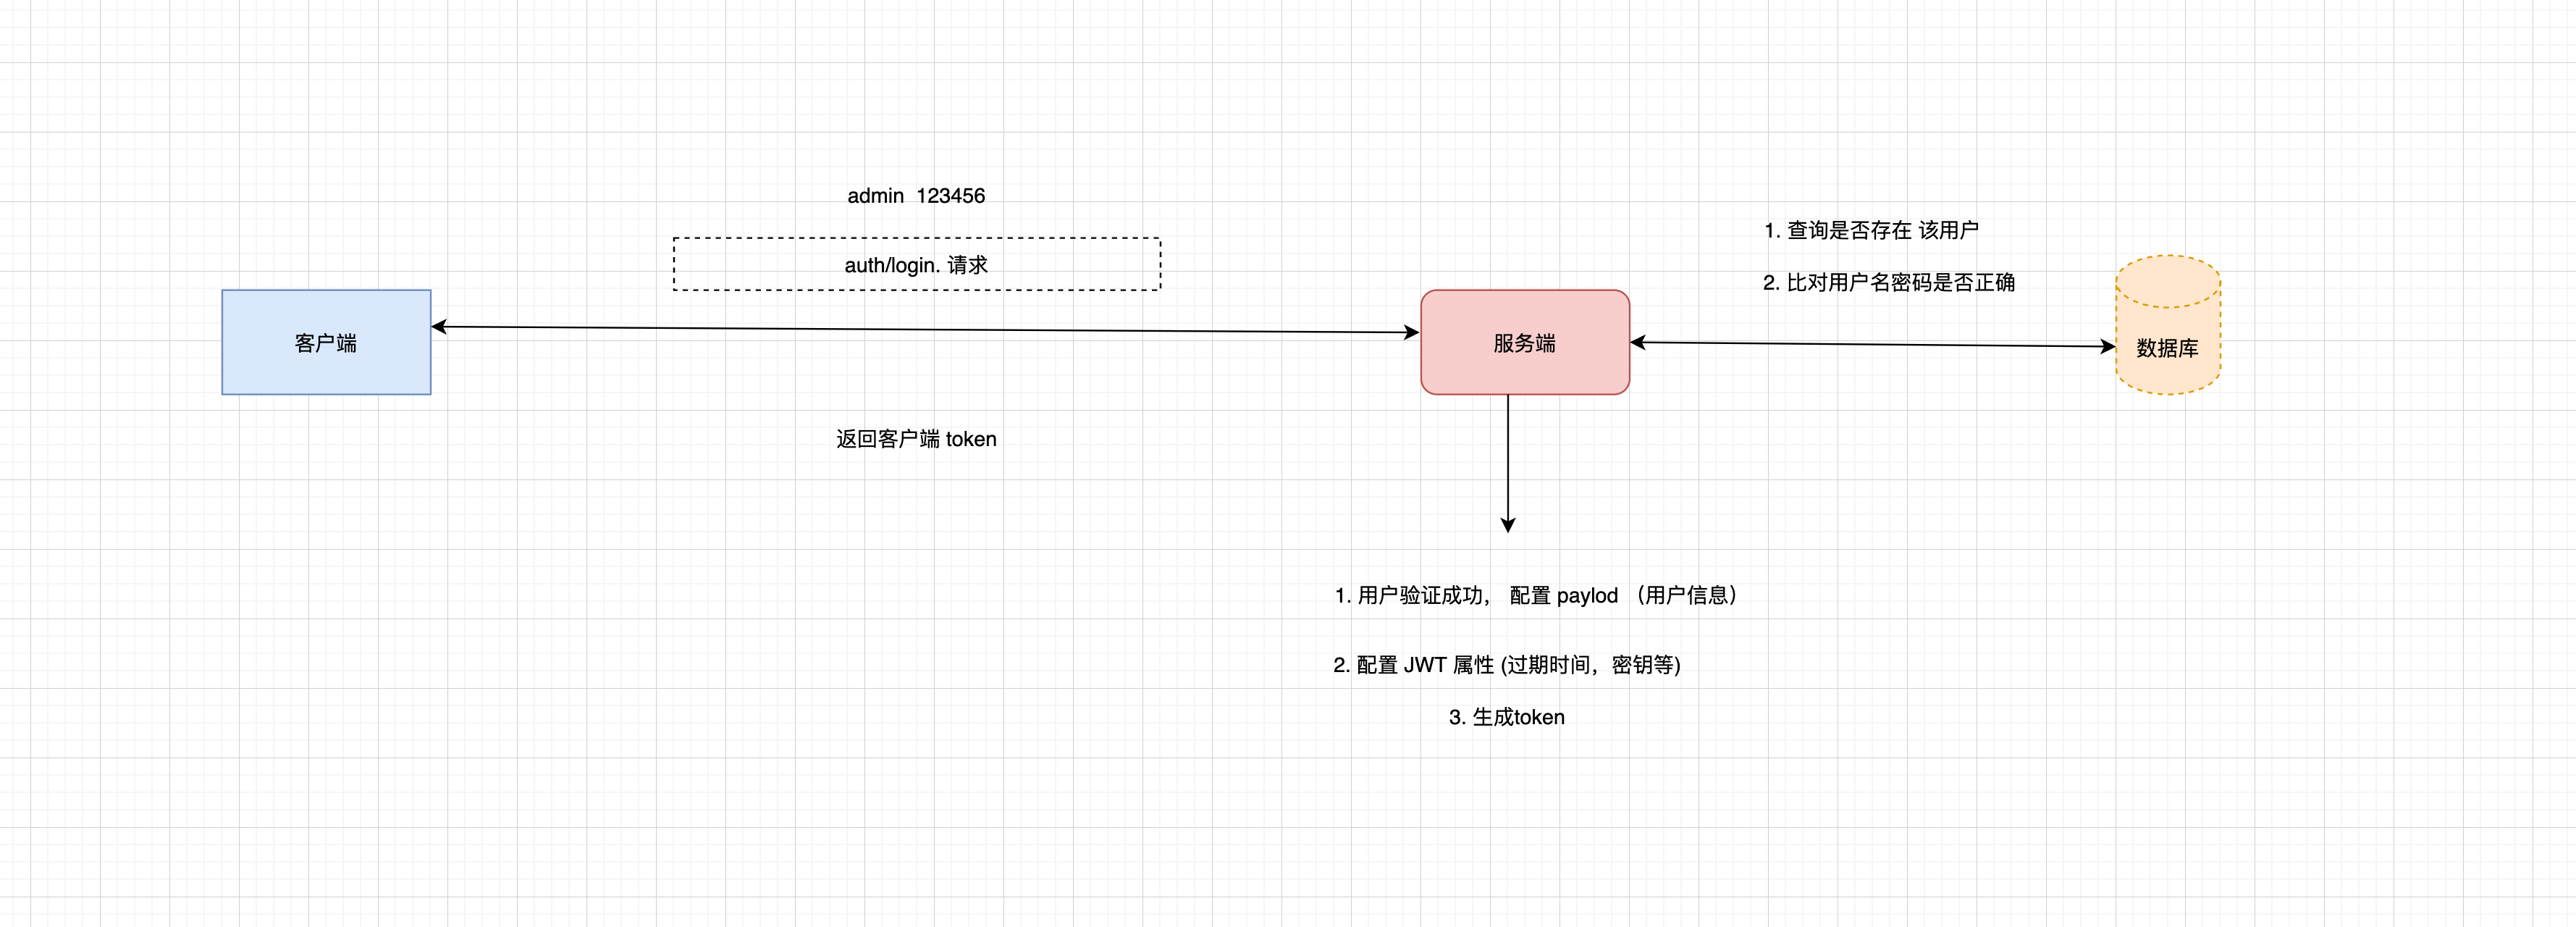 admin 123456
auth/login. 请求
客户端
返回客户端 token
服务端
1. 查询是否存在 该用户
2. 比对用户名密码是否正确
数据库
1. 用户验证成功， 配置 paylod （用户信息）
2. 配置 JWT 属性 (过期时间，密钥等)
3. 生成token